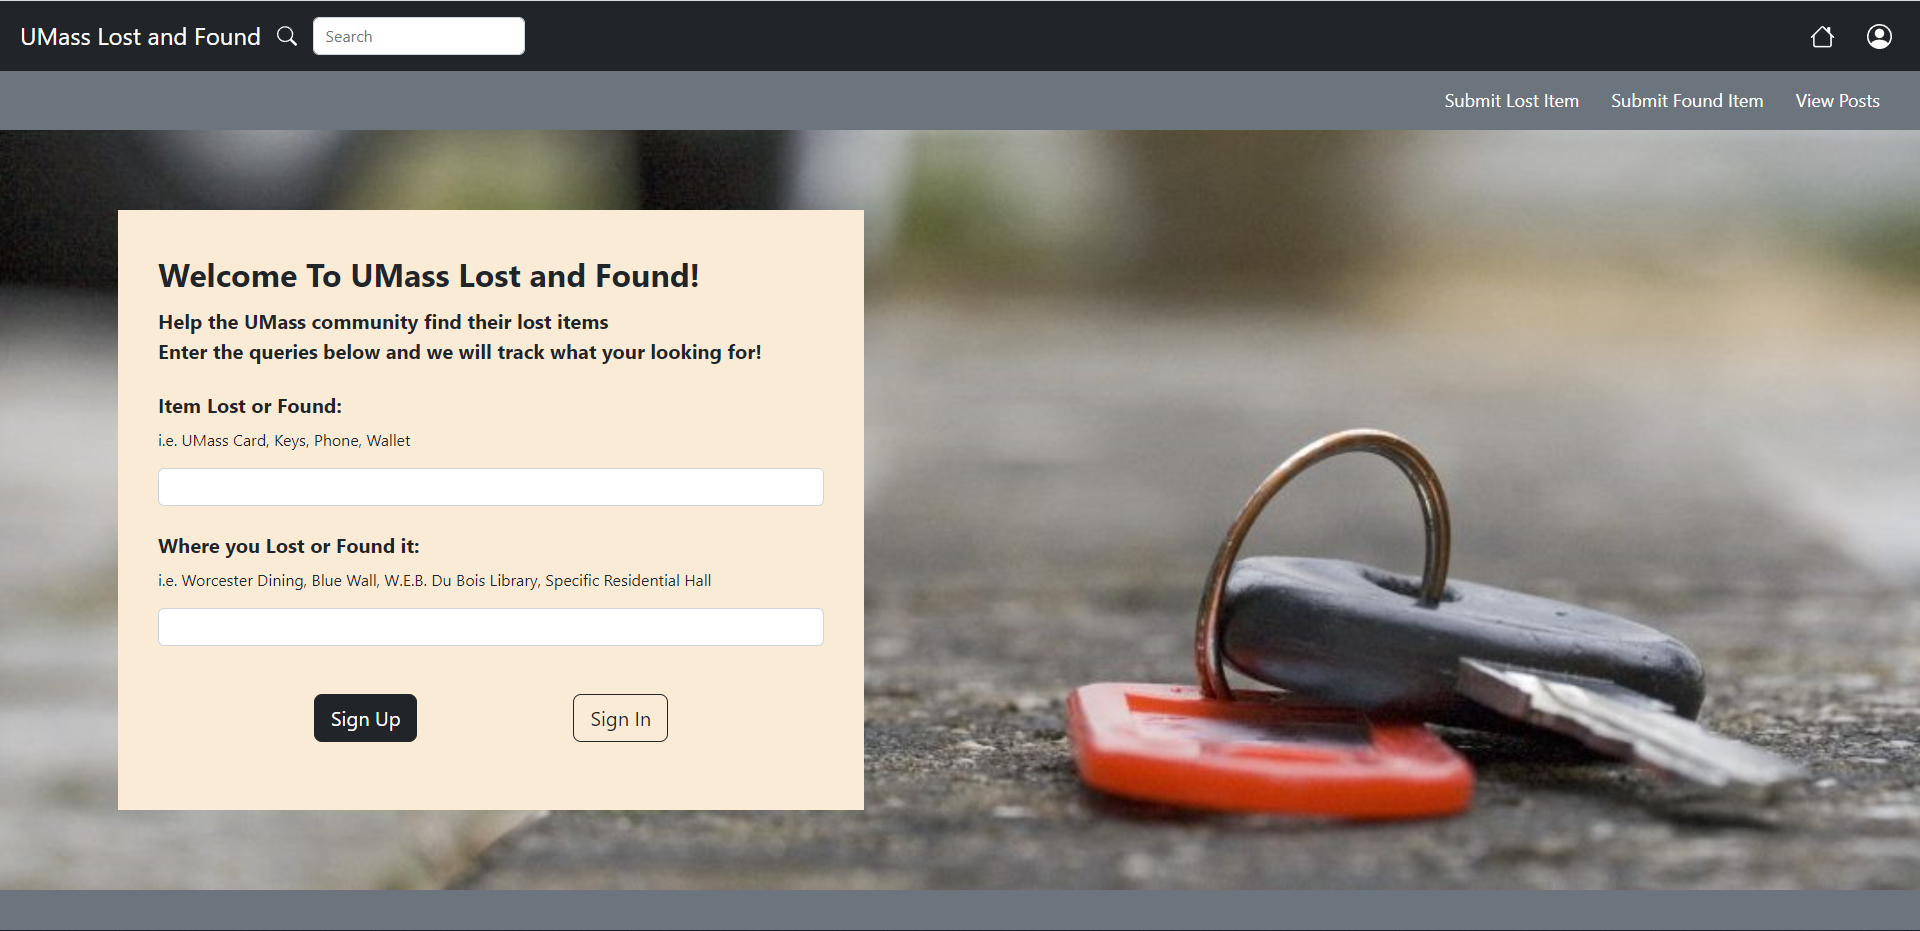 UMass Lost and Found
Search
Submit Lost Item
Submit Found Item
View Posts
Welcome To UMass Lost and Found!
Help the UMass community find their lost items
Enter the queries below and we will track what your looking for!
Item Lost or Found:
i.e. UMass Card, Keys, Phone, Wallet
Where you Lost or Found it:
i.e. Worcester Dining, Blue Wall, W.E.B. Du Bois Library, Specific Residential Hall
Sign Up
Sign In